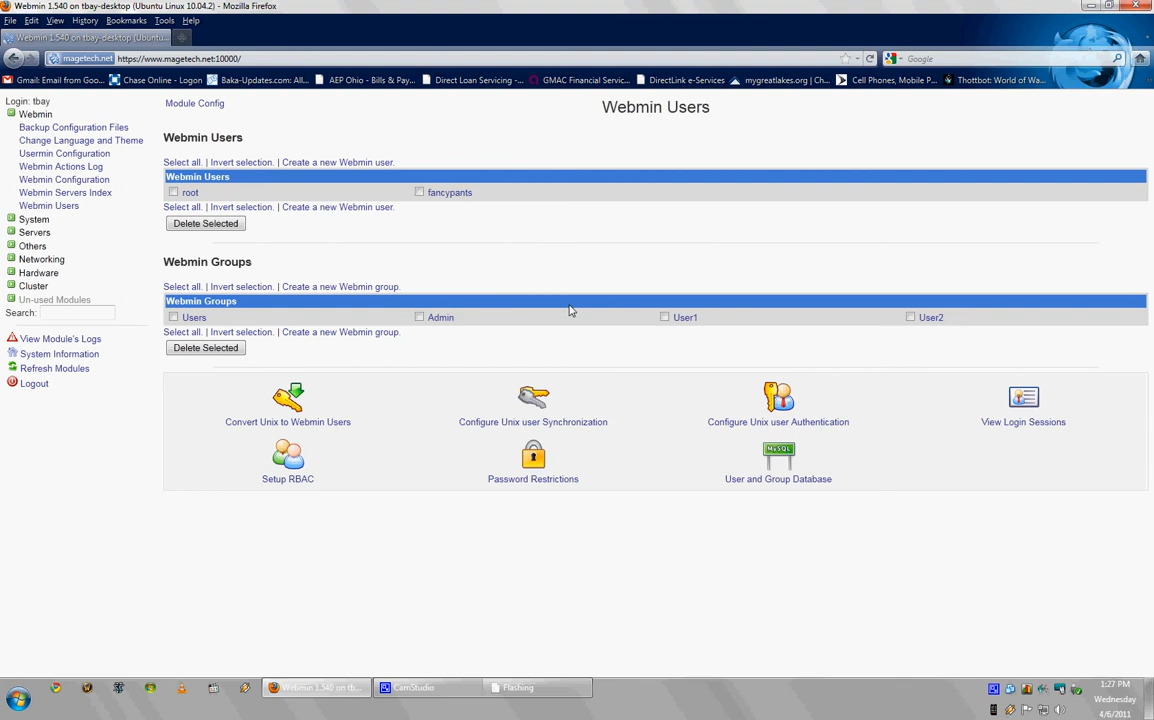 Webmin 1.540 on tbay-desktop (Ubuntu Linux 10.04.2) - Mozilla Firefox
File Edit View History Bookmarks Tools Help
Webmin 1.540 on tbay-desktop (Ubuntu...
magetech.net https://www.magetech.net:10000/ Google
Gmail: Email from Goo... Chase Online - Logon Baka-Updates.com: All... AEP Ohio - Bills & Pay... Direct Loan Servicing -... GMAC Financial Servic... DirectLink e-Services mygreatlakes.org | Ch... Cell Phones, Mobile P... Thottbot: World of Wa...
Login: tbay
Webmin
Backup Configuration Files
Change Language and Theme
Usermin Configuration
Webmin Actions Log
Webmin Configuration
Webmin Servers Index
Webmin Users
System
Servers
Others
Networking
Hardware
Cluster
Un-used Modules
Search:
View Module's Logs
System Information
Refresh Modules
Logout
Module Config
Webmin Users
Webmin Users
Select all. | Invert selection. | Create a new Webmin user.
Webmin Users
root fancypants
Select all. | Invert selection. | Create a new Webmin user.
Delete Selected
Webmin Groups
Select all. | Invert selection. | Create a new Webmin group.
Webmin Groups
Users Admin User1 User2
Select all. | Invert selection. | Create a new Webmin group.
Delete Selected
Convert Unix to Webmin Users Configure Unix user Synchronization Configure Unix user Authentication View Login Sessions
MySQL
Setup RBAC Password Restrictions User and Group Database
Webmin 1.540 on tb... CamStudio Flashing
1:27 PM
Wednesday
4/6/2011